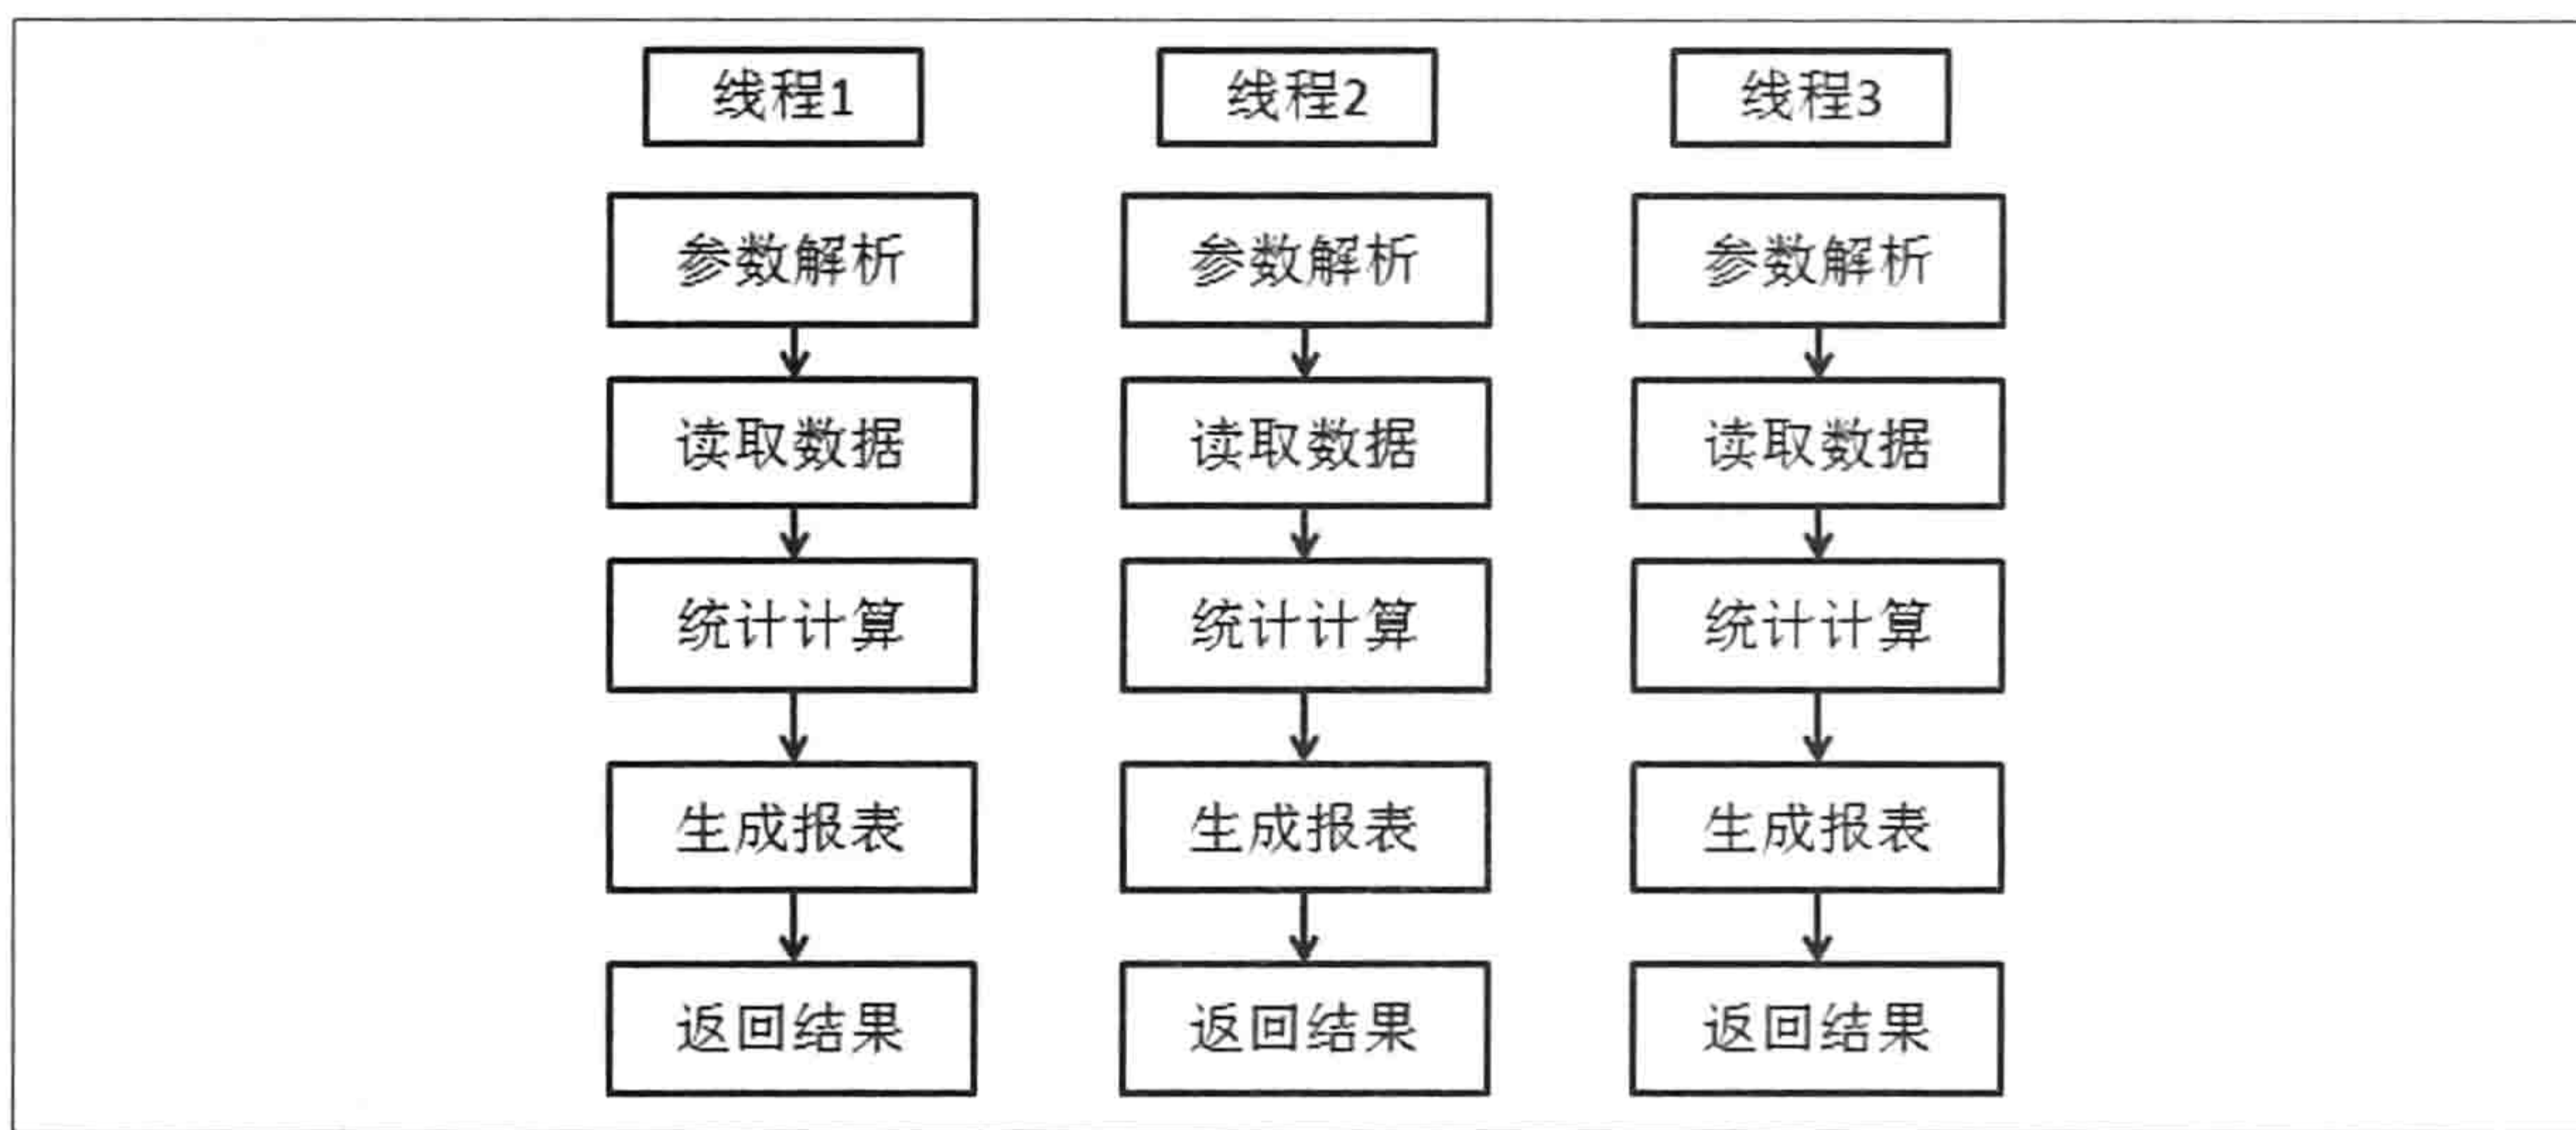 线程1 线程2 线程3
参数解析 参数解析 参数解析
读取数据 读取数据 读取数据
统计计算 统计计算 统计计算
生成报表 生成报表 生成报表
返回结果 返回结果 返回结果